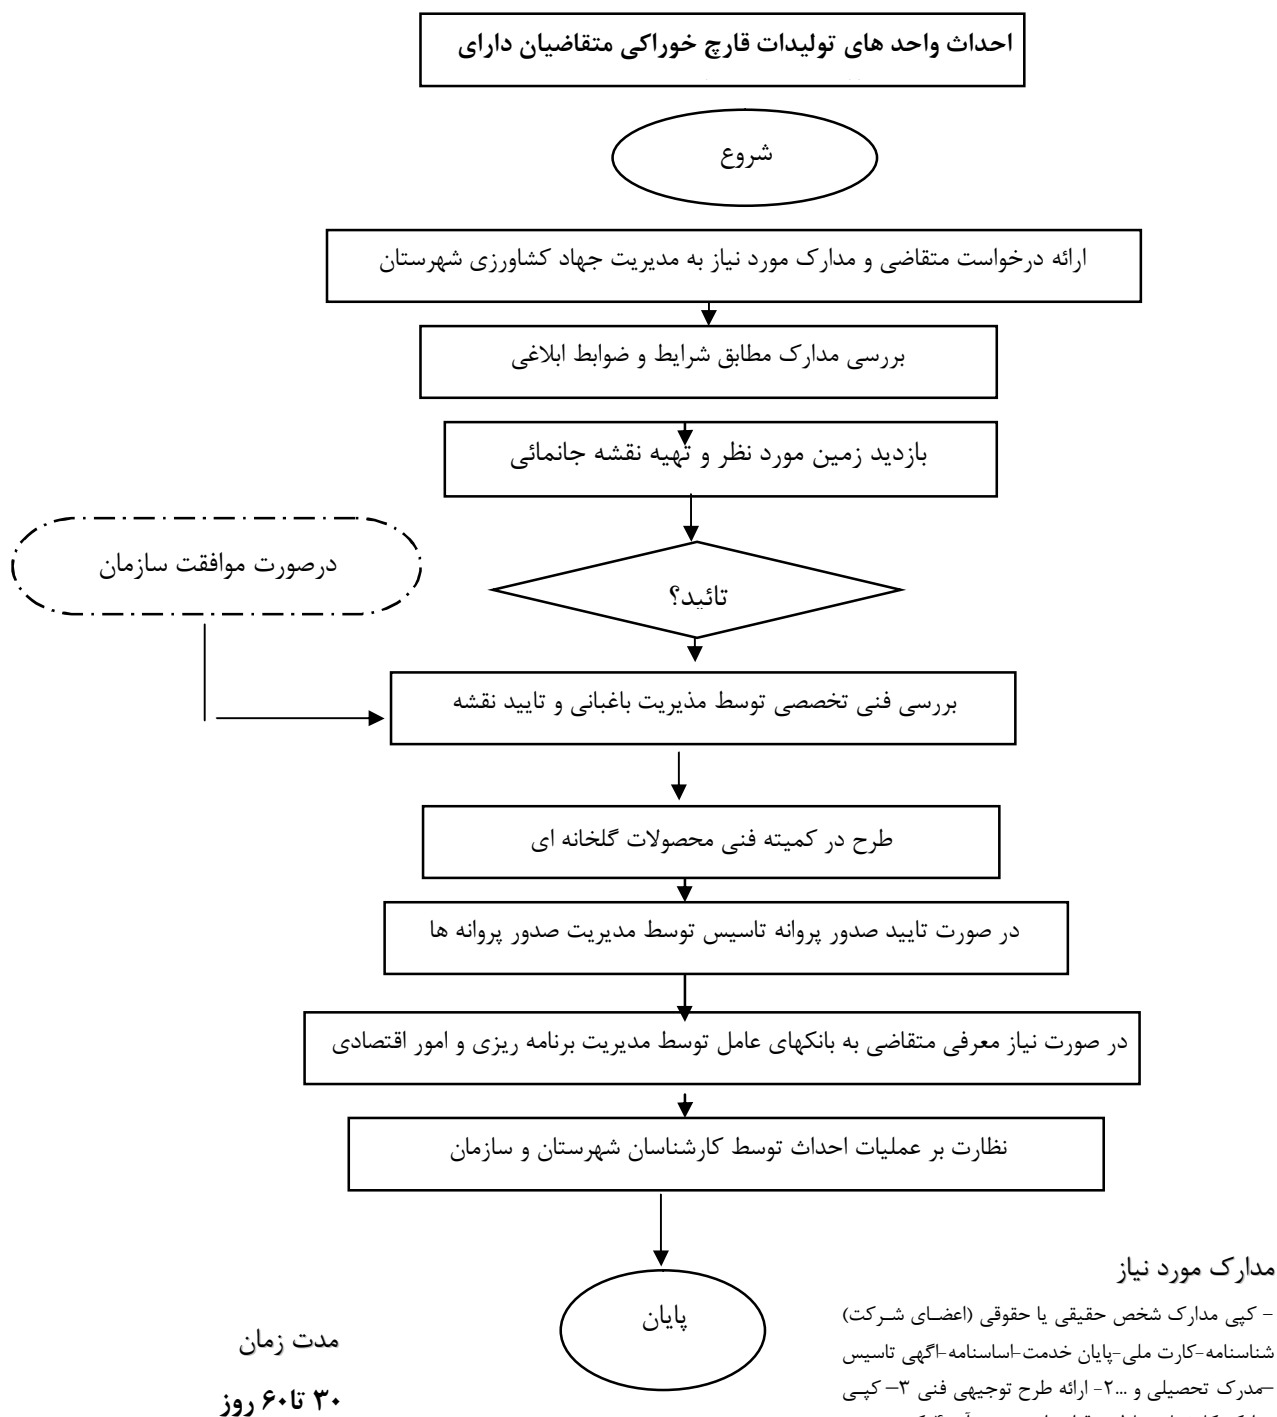 احداث واحد های تولیدات قارچ خوراکی متقاضیان دارای
شروع
ارائه درخواست متقاضی و مدارک مورد نیاز به مدیریت جهاد کشاورزی شهرستان
بررسی مدارک مطابق شرایط و ضوابط ابلاغی
بازدید زمین مورد نظر و تهیه نقشه جانمائی
درصورت موافقت سازمان
تائید؟
بررسی فنی تخصصی توسط مذیریت باغبانی و تایید نقشه
طرح در کمیته فنی محصولات گلخانه ای
در صورت تایید صدور پروانه تاسیس توسط مدیریت صدور پروانه ها
در صورت نیاز معرفی متقاضی به بانکهای عامل توسط مدیریت برنامه ریزی و امور اقتصادی
نظارت بر عملیات احداث توسط کارشناسان شهرستان و سازمان
پایان
مدارک مورد نیاز
- کپی مدارک شخص حقیقی یا حقوقی (اعضای شرکت)
شناسنامه-کارت ملی-پایان خدمت-اساسنامه-اگهی تاسیس
–مدرک تحصیلی و ...۲- ارائه طرح توجیهی فنی ۳– کپی
مدت زمان
۳۰ تا۶۰ روز